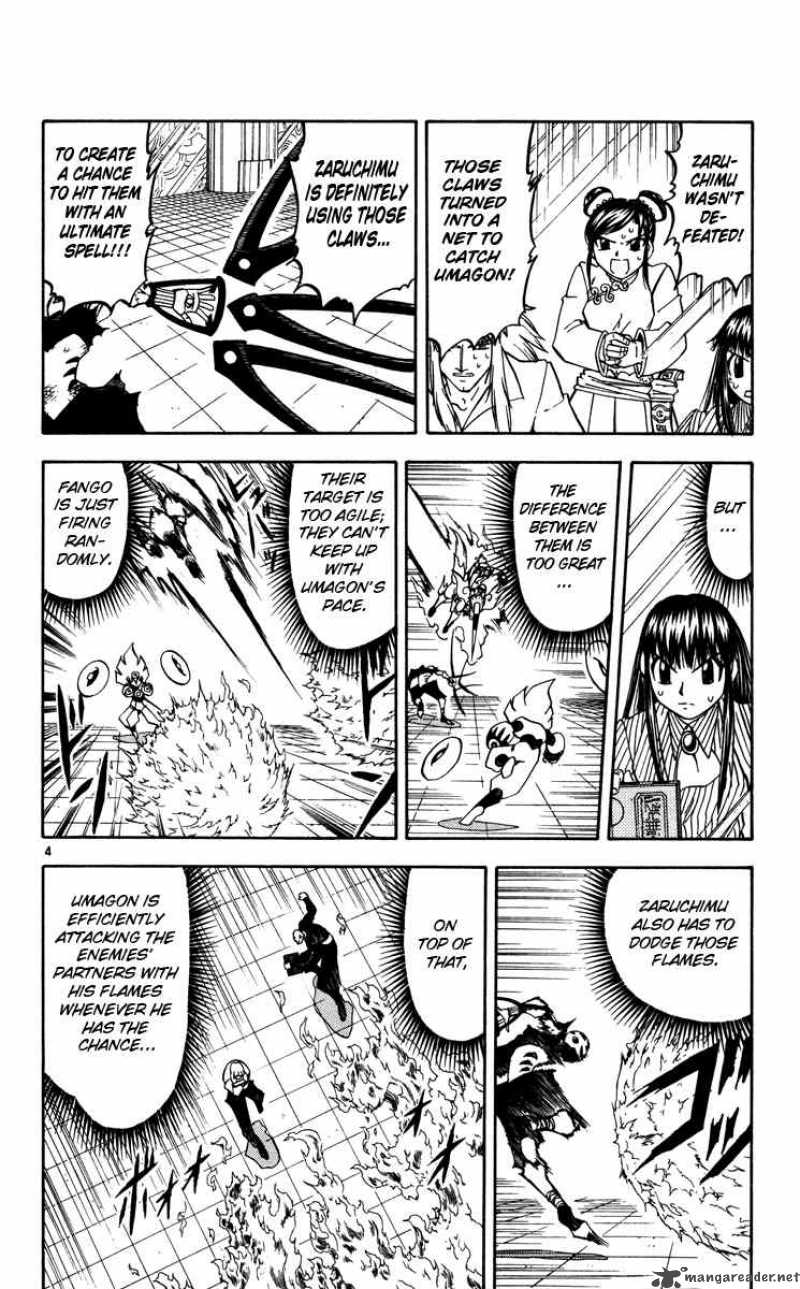 ZARU-
CHIMU
WASN'T
DE-
FEATED!
THOSE
CLAWS
TURNED
INTO A
NET TO
CATCH
UMAGON!
ZARUCHIMU
IS DEFINITELY
USING THOSE
CLAWS...
TO CREATE
A CHANCE
TO HIT THEM
WITH AN
ULTIMATE
SPELL!!!
BUT
...
THE
DIFFERENCE
BETWEEN
THEM IS
TOO GREAT
...
THEIR
TARGET IS
TOO AGILE;
THEY CAN'T
KEEP UP
WITH
UMAGON'S
PACE.
FANGO
IS JUST
FIRING
RAN-
DOMLY.
4
ZARUCHIMU
ALSO HAS TO
DODGE THOSE
FLAMES.
ON
TOP OF
THAT,
UMAGON IS
EFFICIENTLY
ATTACKING THE
ENEMIES'
PARTNERS WITH
HIS FLAMES
WHENEVER HE
HAS THE
CHANCE...
mangareader.net